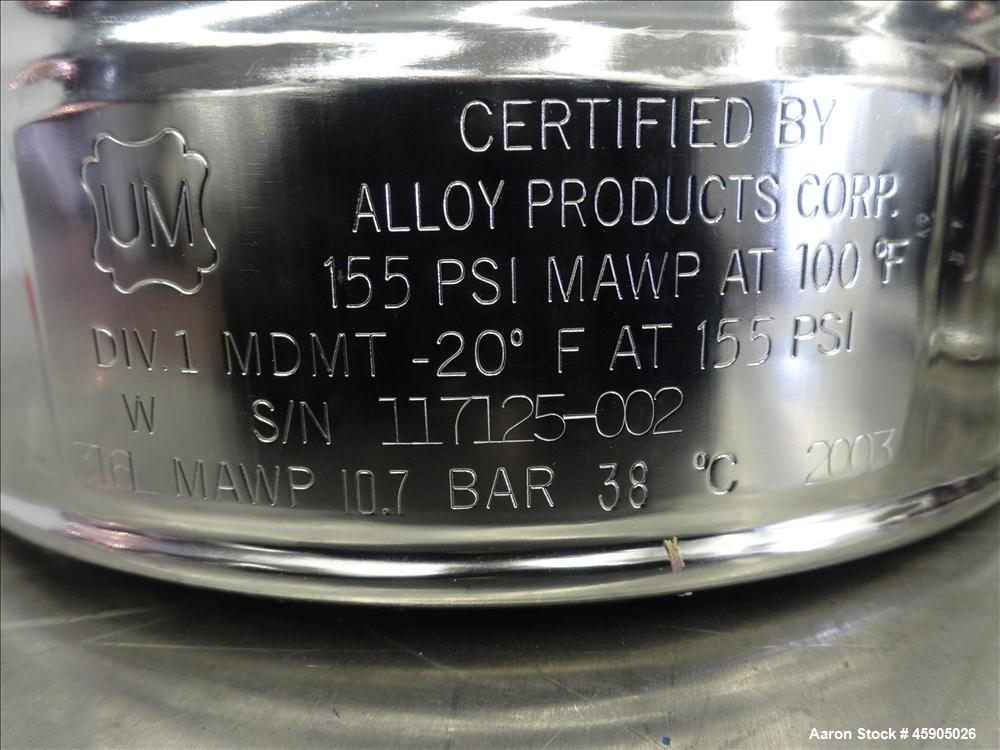 CERTIFIED BY
UM
ALLOY PRODUCTS CORP.
155 PSI MAWP AT 100 °F
DIV.1 MDMT -20° F AT 155 PSI
W S/N 117125-002
316L MAWP 10.7 BAR 38 °C 2003
Aaron Stock # 45905026